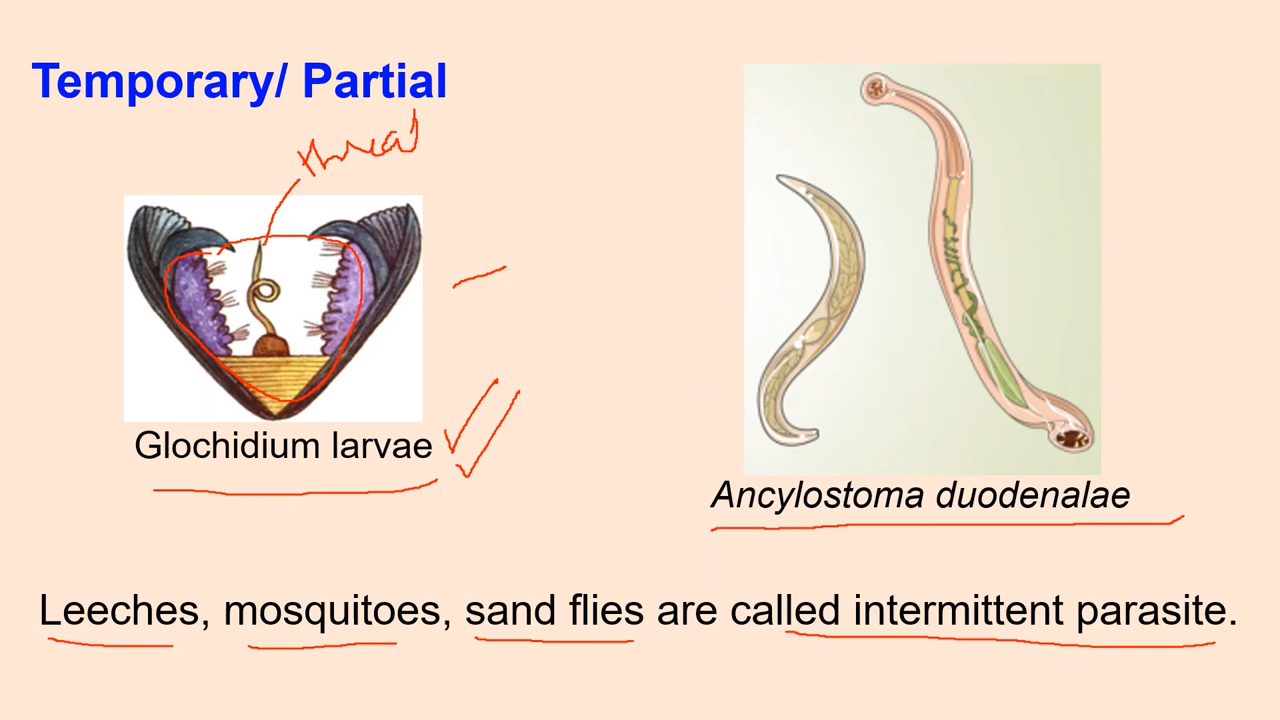 Temporary/ Partial
thread
Glochidium larvae
Ancylostoma duodenalae
Leeches, mosquitoes, sand flies are called intermittent parasite.